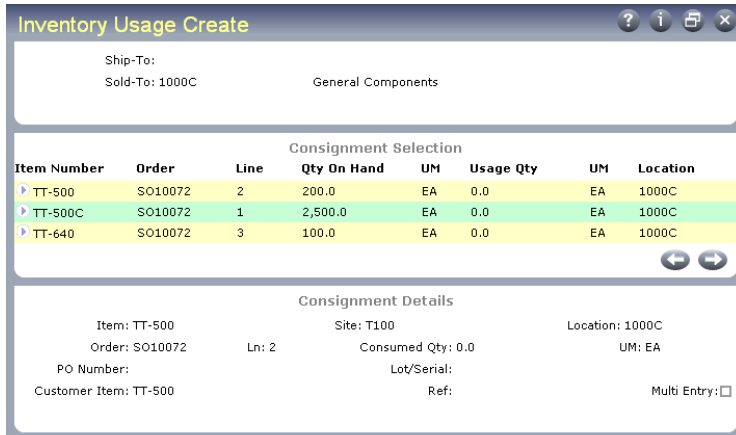 Inventory Usage Create
Ship-To:
Sold-To: 1000C General Components
Consignment Selection
Item Number Order Line Qty On Hand UM Usage Qty UM Location
TT-500 SO10072 2 200.0 EA 0.0 EA 1000C
TT-500C SO10072 1 2,500.0 EA 0.0 EA 1000C
TT-640 SO10072 3 100.0 EA 0.0 EA 1000C
Consignment Details
Item: TT-500 Site: T100 Location: 1000C
Order: SO10072 Ln: 2 Consumed Qty: 0.0 UM: EA
PO Number: Lot/Serial:
Customer Item: TT-500 Ref: Multi Entry: